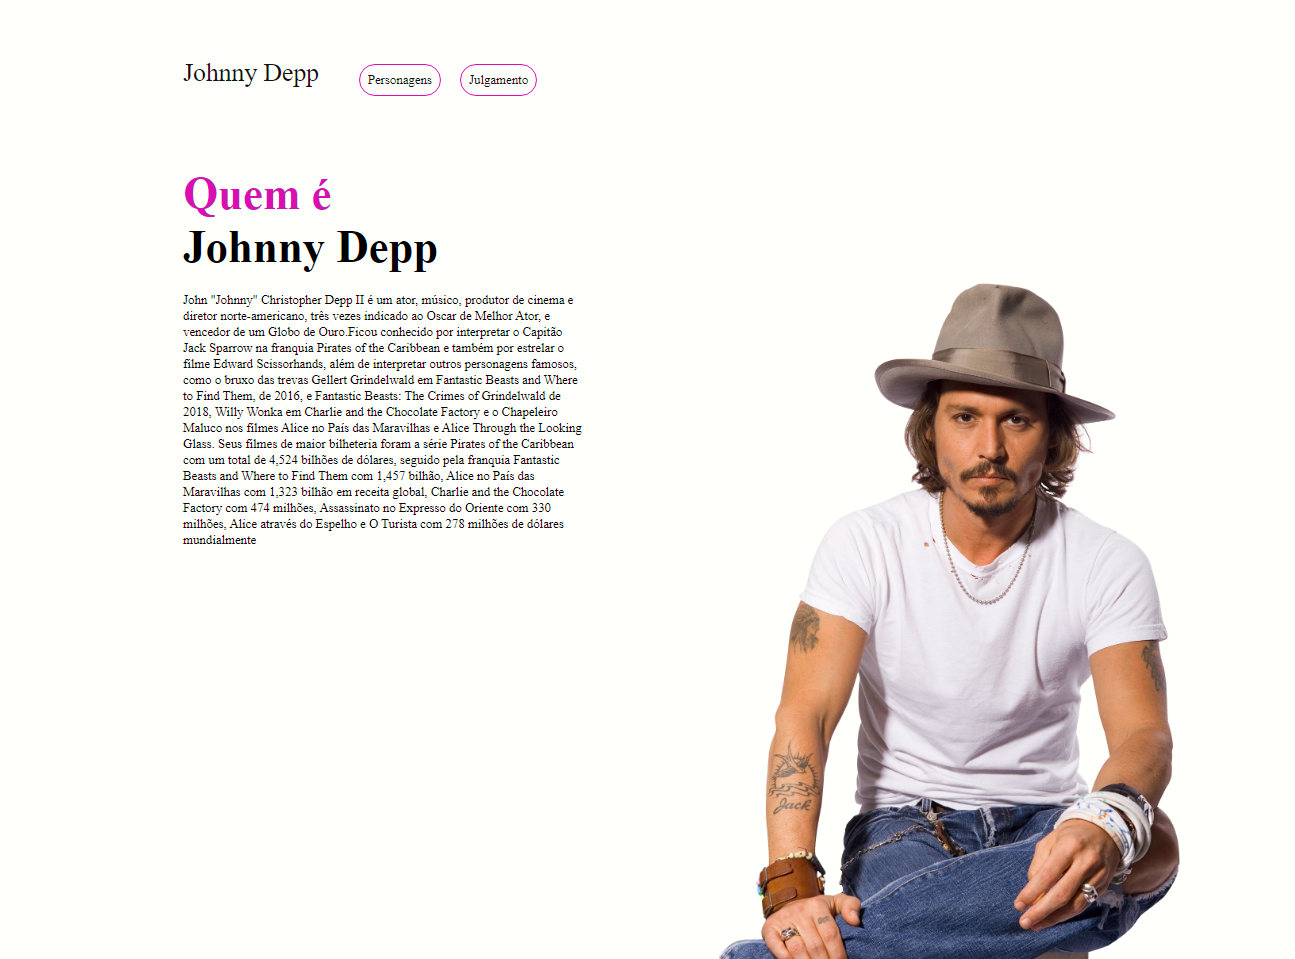 Johnny Depp
Personagens
Julgamento
Quem é
Johnny Depp
John "Johnny" Christopher Depp II é um ator, músico, produtor de cinema e
diretor norte-americano, três vezes indicado ao Oscar de Melhor Ator, e
vencedor de um Globo de Ouro.Ficou conhecido por interpretar o Capitão
Jack Sparrow na franquia Pirates of the Caribbean e também por estrelar o
filme Edward Scissorhands, além de interpretar outros personagens famosos,
como o bruxo das trevas Gellert Grindelwald em Fantastic Beasts and Where
to Find Them, de 2016, e Fantastic Beasts: The Crimes of Grindelwald de
2018, Willy Wonka em Charlie and the Chocolate Factory e o Chapeleiro
Maluco nos filmes Alice no País das Maravilhas e Alice Through the Looking
Glass. Seus filmes de maior bilheteria foram a série Pirates of the Caribbean
com um total de 4,524 bilhões de dólares, seguido pela franquia Fantastic
Beasts and Where to Find Them com 1,457 bilhão, Alice no País das
Maravilhas com 1,323 bilhão em receita global, Charlie and the Chocolate
Factory com 474 milhões, Assassinato no Expresso do Oriente com 330
milhões, Alice através do Espelho e O Turista com 278 milhões de dólares
mundialmente
Jack